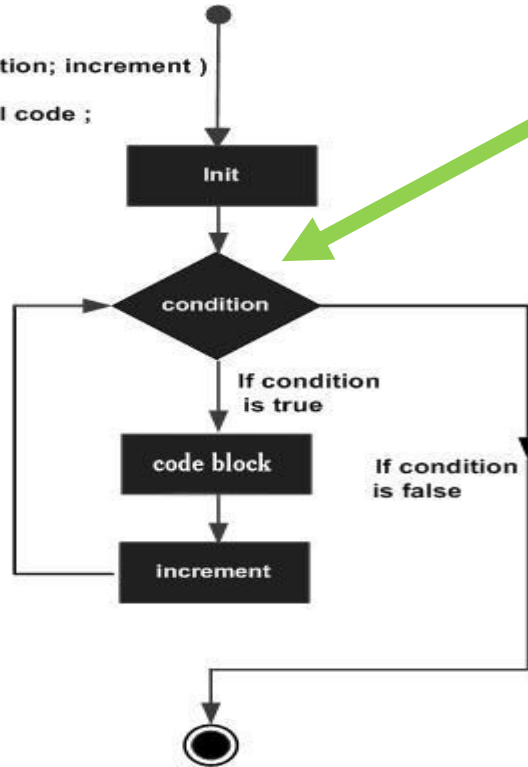 tion; increment )
l code ;
Init
condition
If condition
is true
code block
If condition
is false
increment